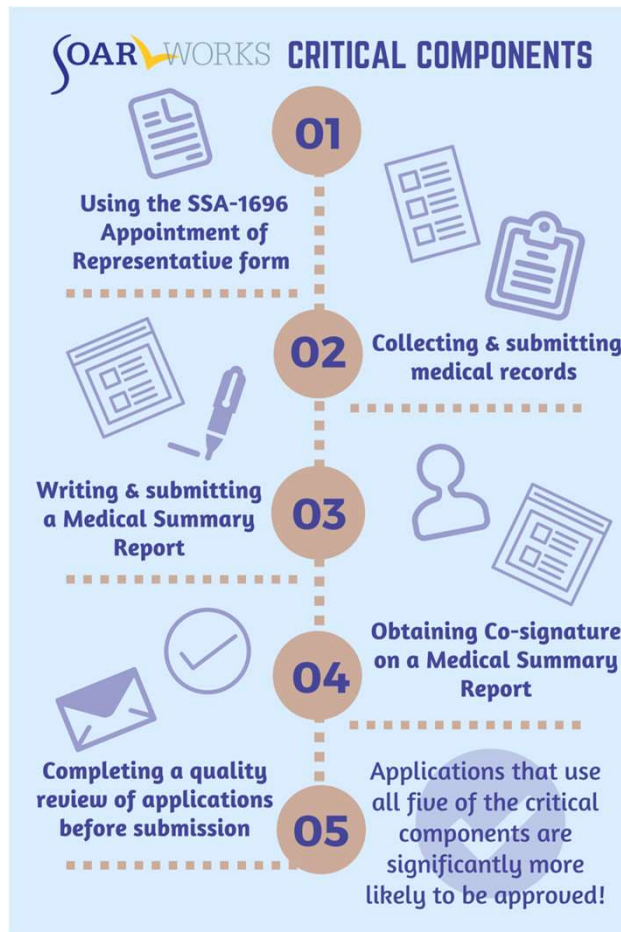 SOAR WORKS CRITICAL COMPONENTS
01
Using the SSA-1696
Appointment of
Representative form
02
Collecting & submitting
medical records
03
Writing & submitting
a Medical Summary
Report
04
Obtaining Co-signature
on a Medical Summary
Report
05
Completing a quality
review of applications
before submission
Applications that use
all five of the critical
components are
significantly more
likely to be approved!